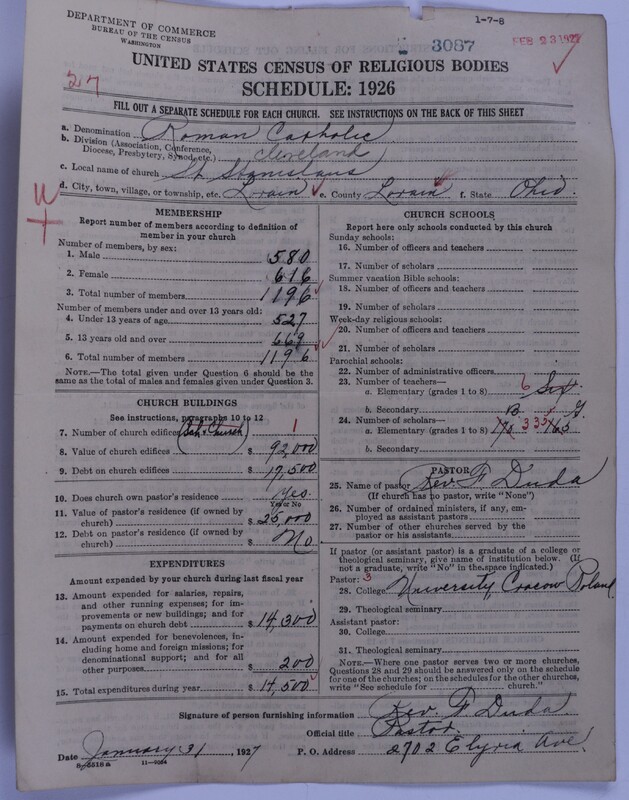 DEPARTMENT OF COMMERCE
BUREAU OF THE CENSUS
WASHINGTON
1-7-8
3087
FEB 23 1927
27
UNITED STATES CENSUS OF RELIGIOUS BODIES
SCHEDULE: 1926
FILL OUT A SEPARATE SCHEDULE FOR EACH CHURCH. SEE INSTRUCTIONS ON THE BACK OF THIS SHEET
a. Denomination Roman Catholic
b. Division (Association, Conference, Diocese, Presbytery, Synod, etc.) Cleveland
c. Local name of church St. Stanislaus
d. City, town, village, or township, etc. Lorain e. County Lorain f. State Ohio
MEMBERSHIP
Report number of members according to definition of
member in your church
Number of members, by sex:
1. Male 580
2. Female 616
3. Total number of members 1196
Number of members under and over 13 years old:
4. Under 13 years of age 527
5. 13 years old and over 669
6. Total number of members 1196
NOTE.—The total given under Question 6 should be
same as the total of males and females given under Question 3.
CHURCH BUILDINGS
See instructions, paragraphs 10 to 12
7. Number of church edifices (Sch & Church) 1
8. Value of church edifices $ 92,000
9. Debt on church edifices $ 17,500
10. Does church own pastor's residence Yes
Yes or No
11. Value of pastor's residence (if owned by
church) $ 25,000
12. Debt on pastor's residence (if owned by
church) $ No
EXPENDITURES
Amount expended by your church during last fiscal year
13. Amount expended for salaries, repairs,
and other running expenses; for im-
provements or new buildings; and for
payments on church debt $ 14,300
14. Amount expended for benevolences, in-
cluding home and foreign missions; for
denominational support; and for all
other purposes $ 200
15. Total expenditures during year $ 14,500
CHURCH SCHOOLS
Report here only schools conducted by this church
Sunday schools:
16. Number of officers and teachers
17. Number of scholars
Summer vacation Bible schools:
18. Number of officers and teachers
19. Number of scholars
Week-day religious schools:
20. Number of officers and teachers
21. Number of scholars
Parochial schools:
22. Number of administrative officers
23. Number of teachers—
a. Elementary (grades 1 to 8) 6 Six
b. Secondary B G.
24. Number of scholars—
a. Elementary (grades 1 to 8) 170 335 165
b. Secondary
PASTOR
25. Name of pastor Rev. F. Duda
(If church has no pastor, write "None")
26. Number of ordained ministers, if any, em-
ployed as assistant pastors
27. Number of other churches served by the
pastor or his assistants
If pastor (or assistant pastor) is a graduate of a college or
theological seminary, give name of institution below. (If
not a graduate, write "No" in the space indicated.)
Pastor: 3
28. College University Cracow Poland
29. Theological seminary
Assistant pastor:
30. College
31. Theological seminary
NOTE.—Where one pastor serves two or more churches,
Questions 28 and 29 should be answered only on the schedule
for one of the churches; on the schedules for the other churches,
write "See schedule for church."
Signature of person furnishing information Rev. F. Duda
Official title Pastor
Date January 31, 1927 P. O. Address 2702 Elyria Ave.